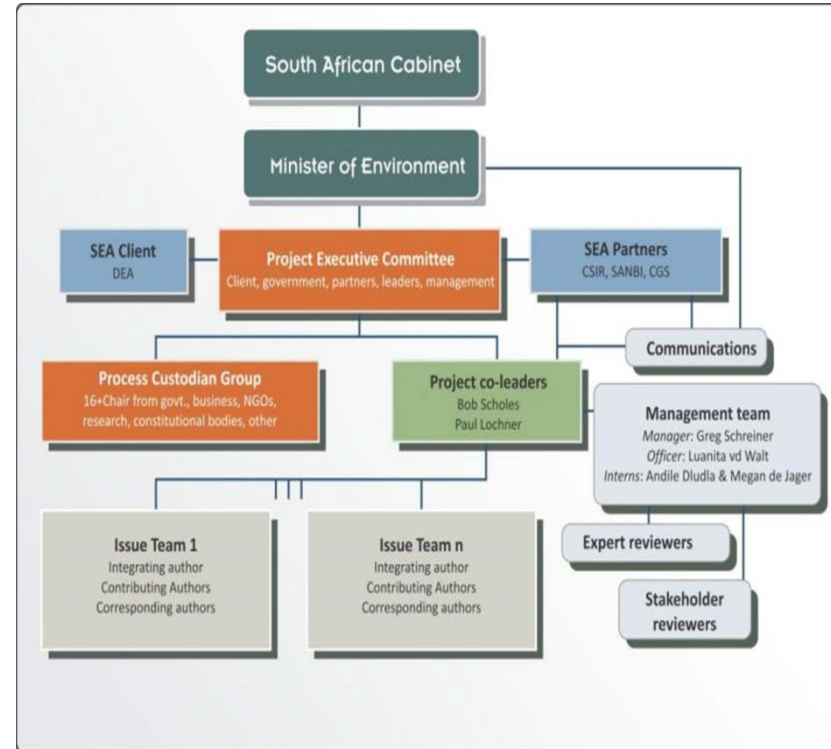 South African Cabinet
Minister of Environment
SEA Client
DEA
Project Executive Committee
Client, government, partners, leaders, management
SEA Partners
CSIR, SANBI, CGS
Communications
Process Custodian Group
16+Chair from govt., business, NGOs,
research, constitutional bodies, other
Project co-leaders
Bob Scholes
Paul Lochner
Management team
Manager: Greg Schreiner
Officer: Luanita vd Walt
Interns: Andile Dludla & Megan de Jager
Issue Team 1
Integrating author
Contributing Authors
Corresponding authors
Issue Team n
Integrating author
Contributing Authors
Corresponding authors
Expert reviewers
Stakeholder
reviewers